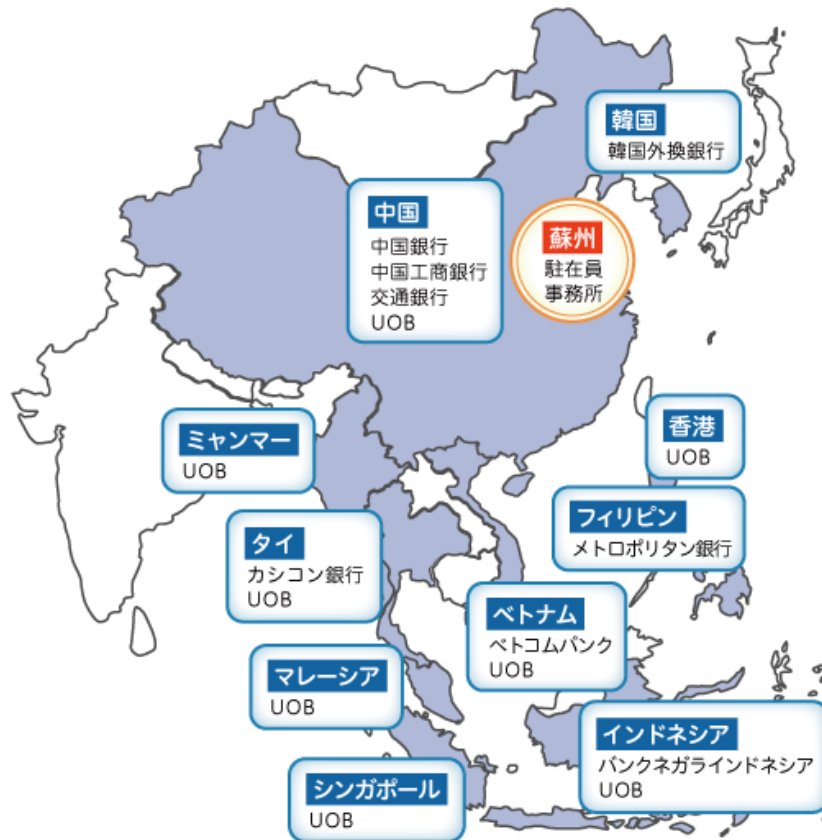 韓国
韓国外換銀行
中国
中国銀行
中国工商銀行
交通銀行
UOB
蘇州
駐在員
事務所
ミャンマー
UOB
香港
UOB
タイ
カシコン銀行
UOB
フィリピン
メトロポリタン銀行
ベトナム
ベトコムバンク
UOB
マレーシア
UOB
インドネシア
バンクネガラインドネシア
UOB
シンガポール
UOB